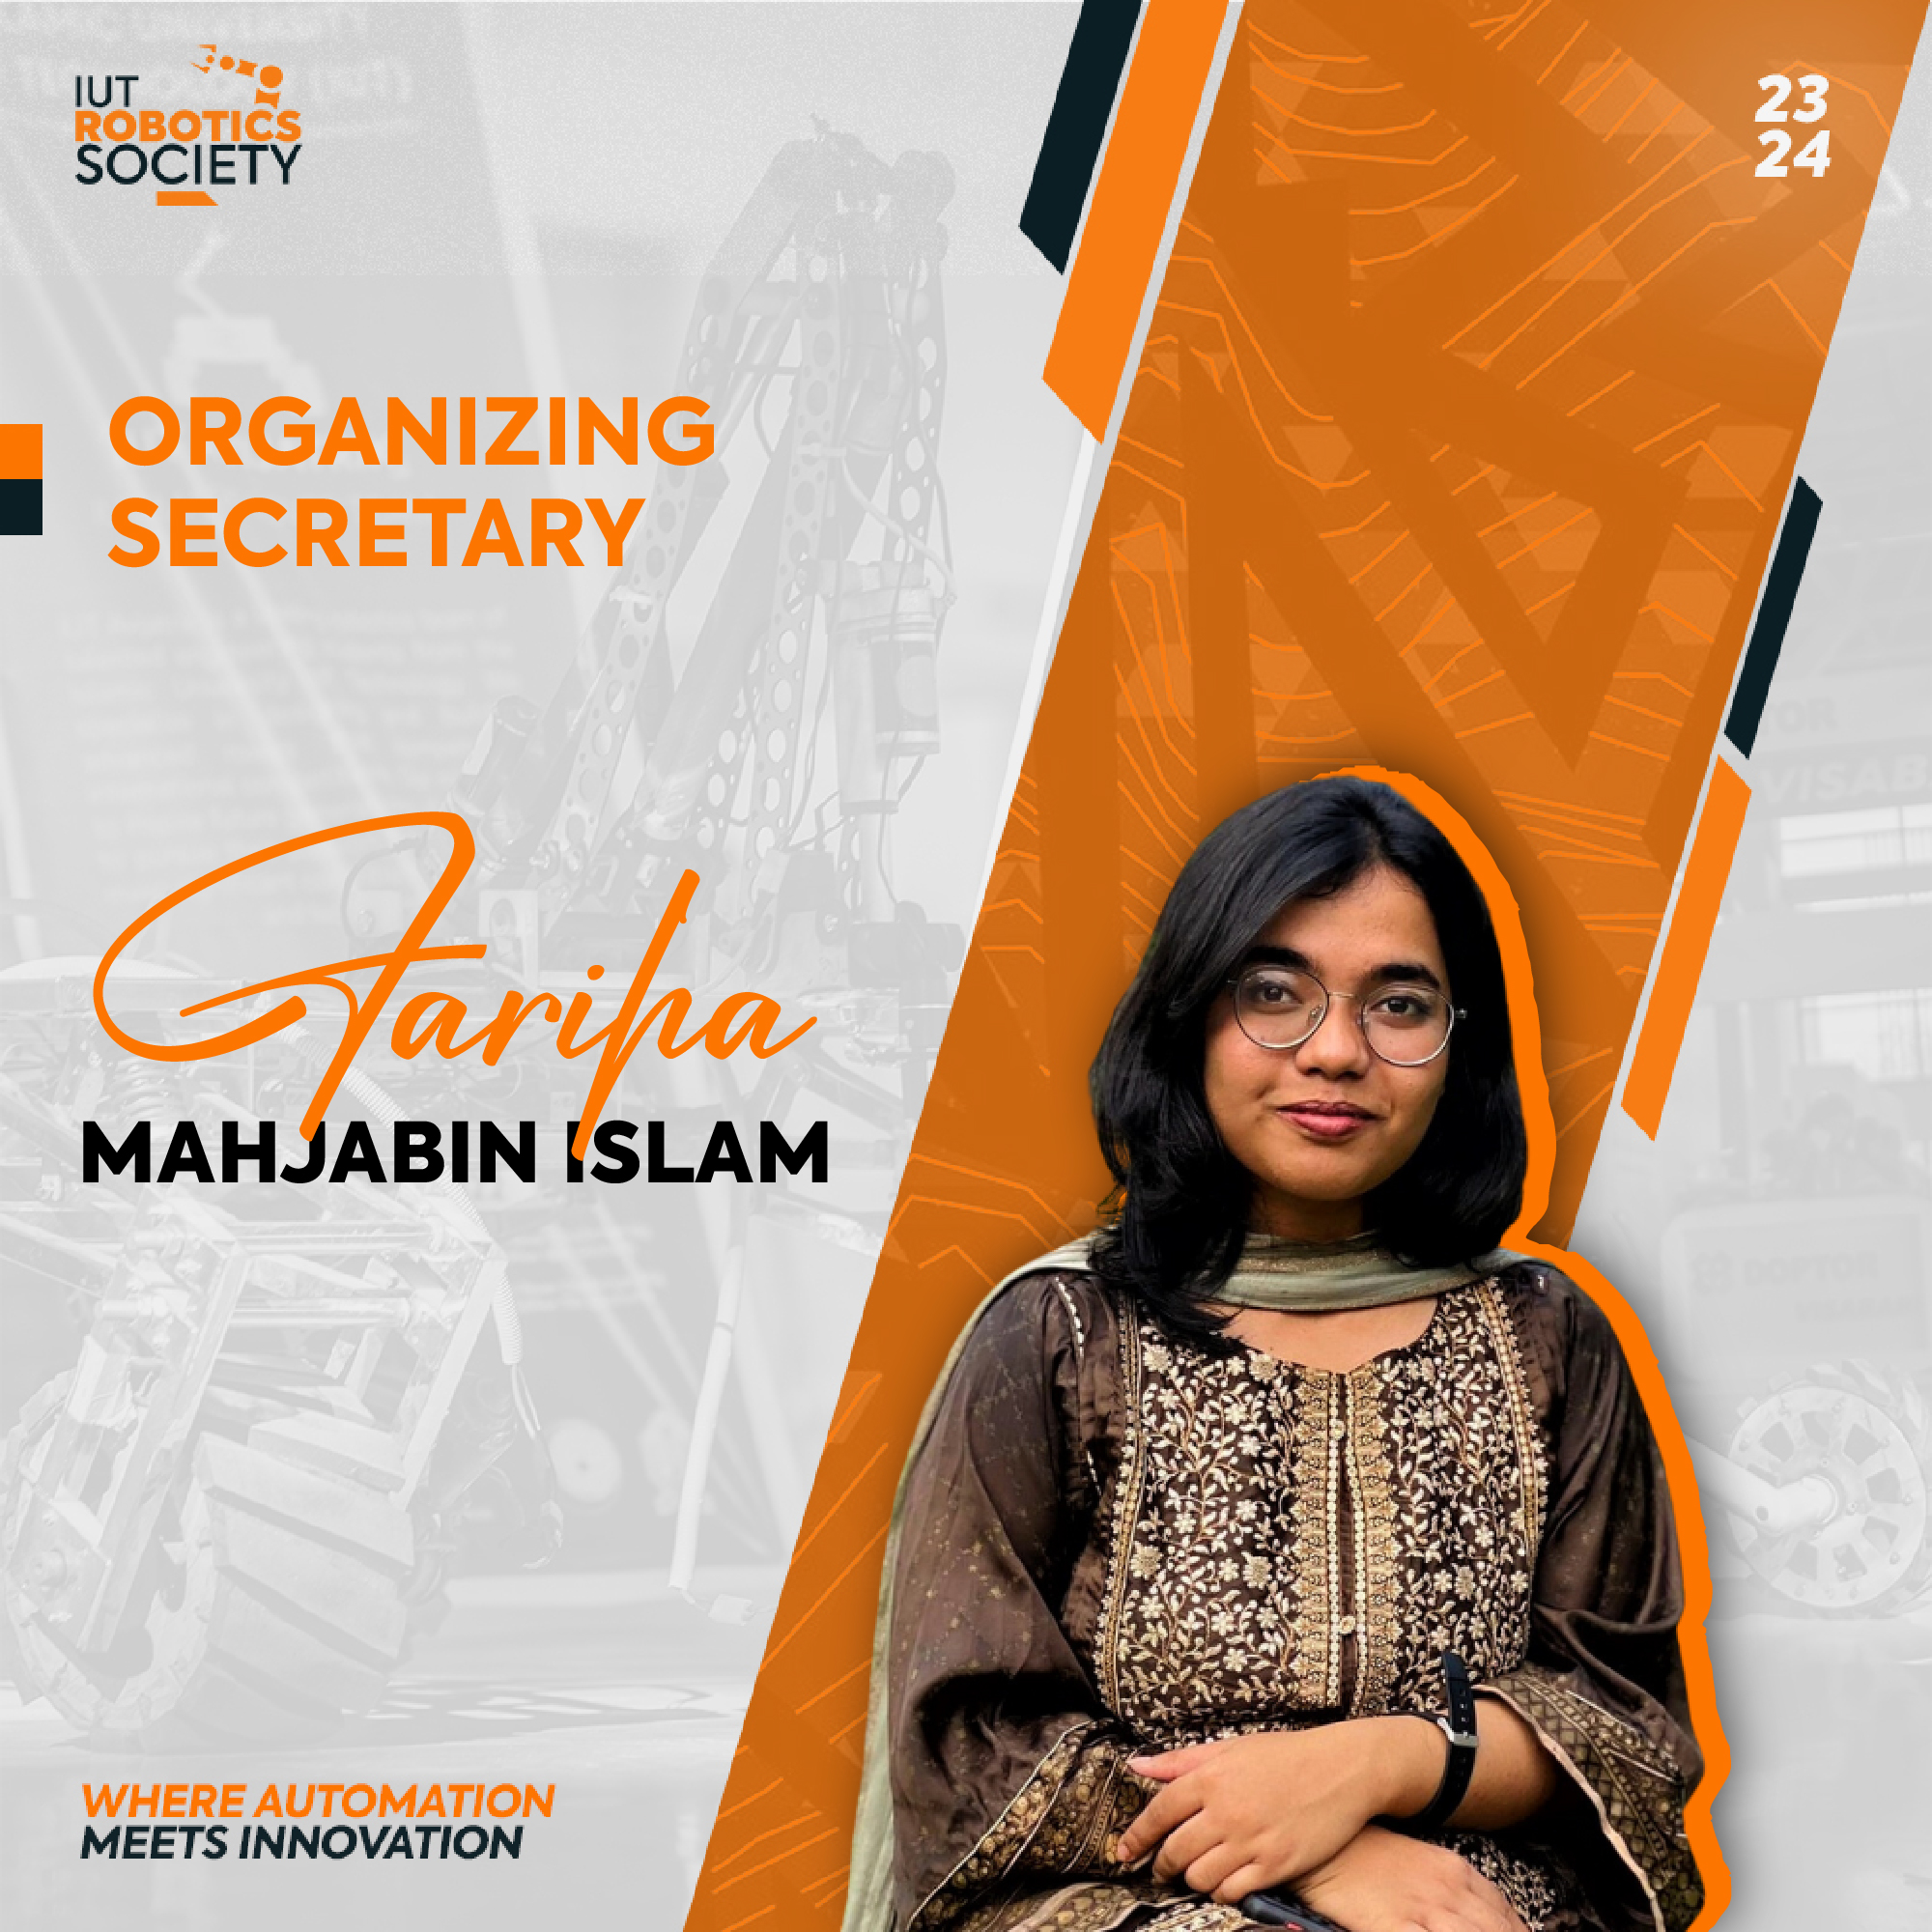 IUT
ROBOTICS
SOCIETY
23
24
ORGANIZING
SECRETARY
Fariha
MAHJABIN ISLAM
WHERE AUTOMATION
MEETS INNOVATION